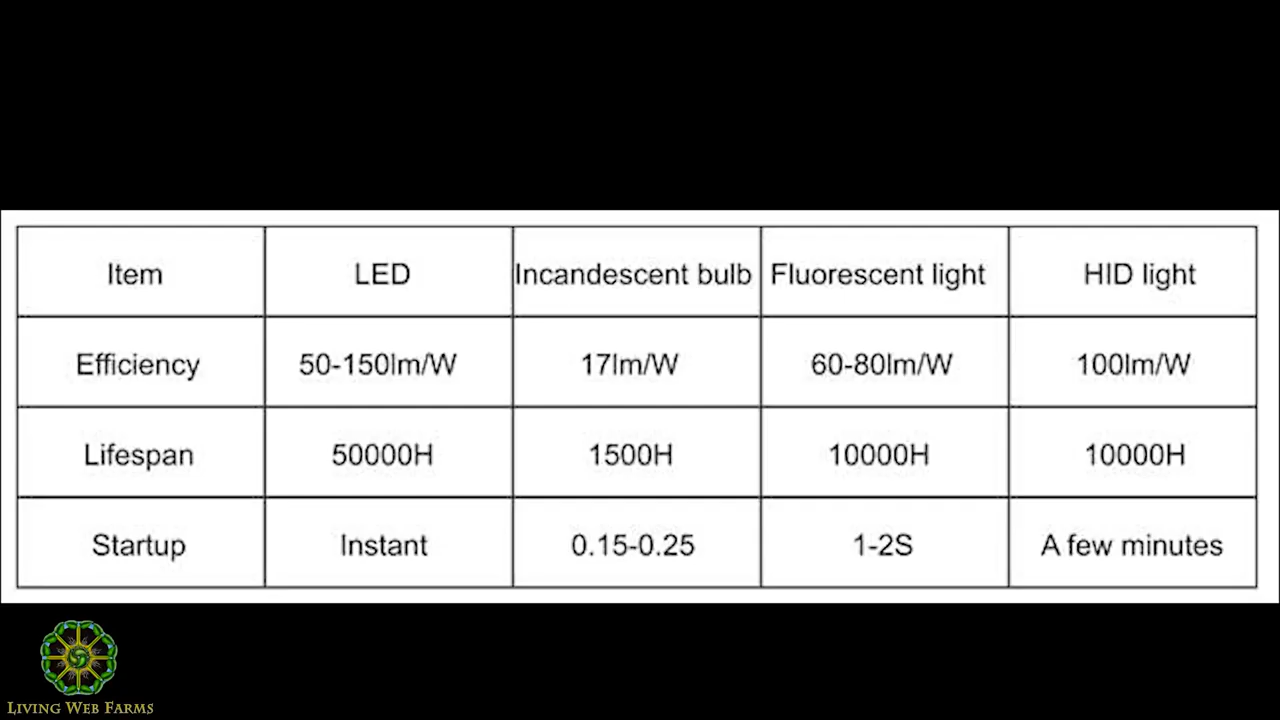 Item LED Incandescent bulb Fluorescent light HID light
Efficiency 50-150lm/W 17lm/W 60-80lm/W 100lm/W
Lifespan 50000H 1500H 10000H 10000H
Startup Instant 0.15-0.25 1-2S A few minutes
LIVING WEB FARMS